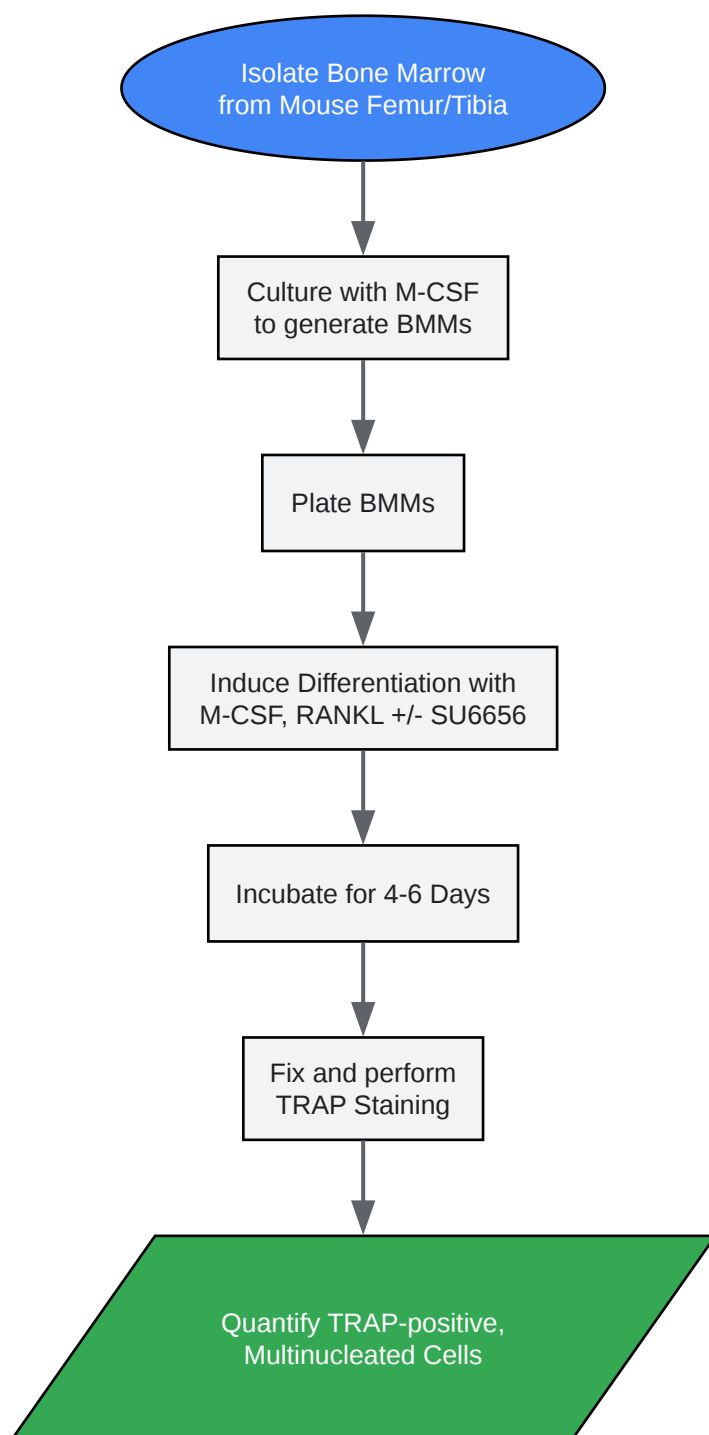 Isolate Bone Marrow
from Mouse Femur/Tibia
Culture with M-CSF
to generate BMMs
Plate BMMs
Induce Differentiation with
M-CSF, RANKL +/- SU6656
Incubate for 4-6 Days
Fix and perform
TRAP Staining
Quantify TRAP-positive,
Multinucleated Cells